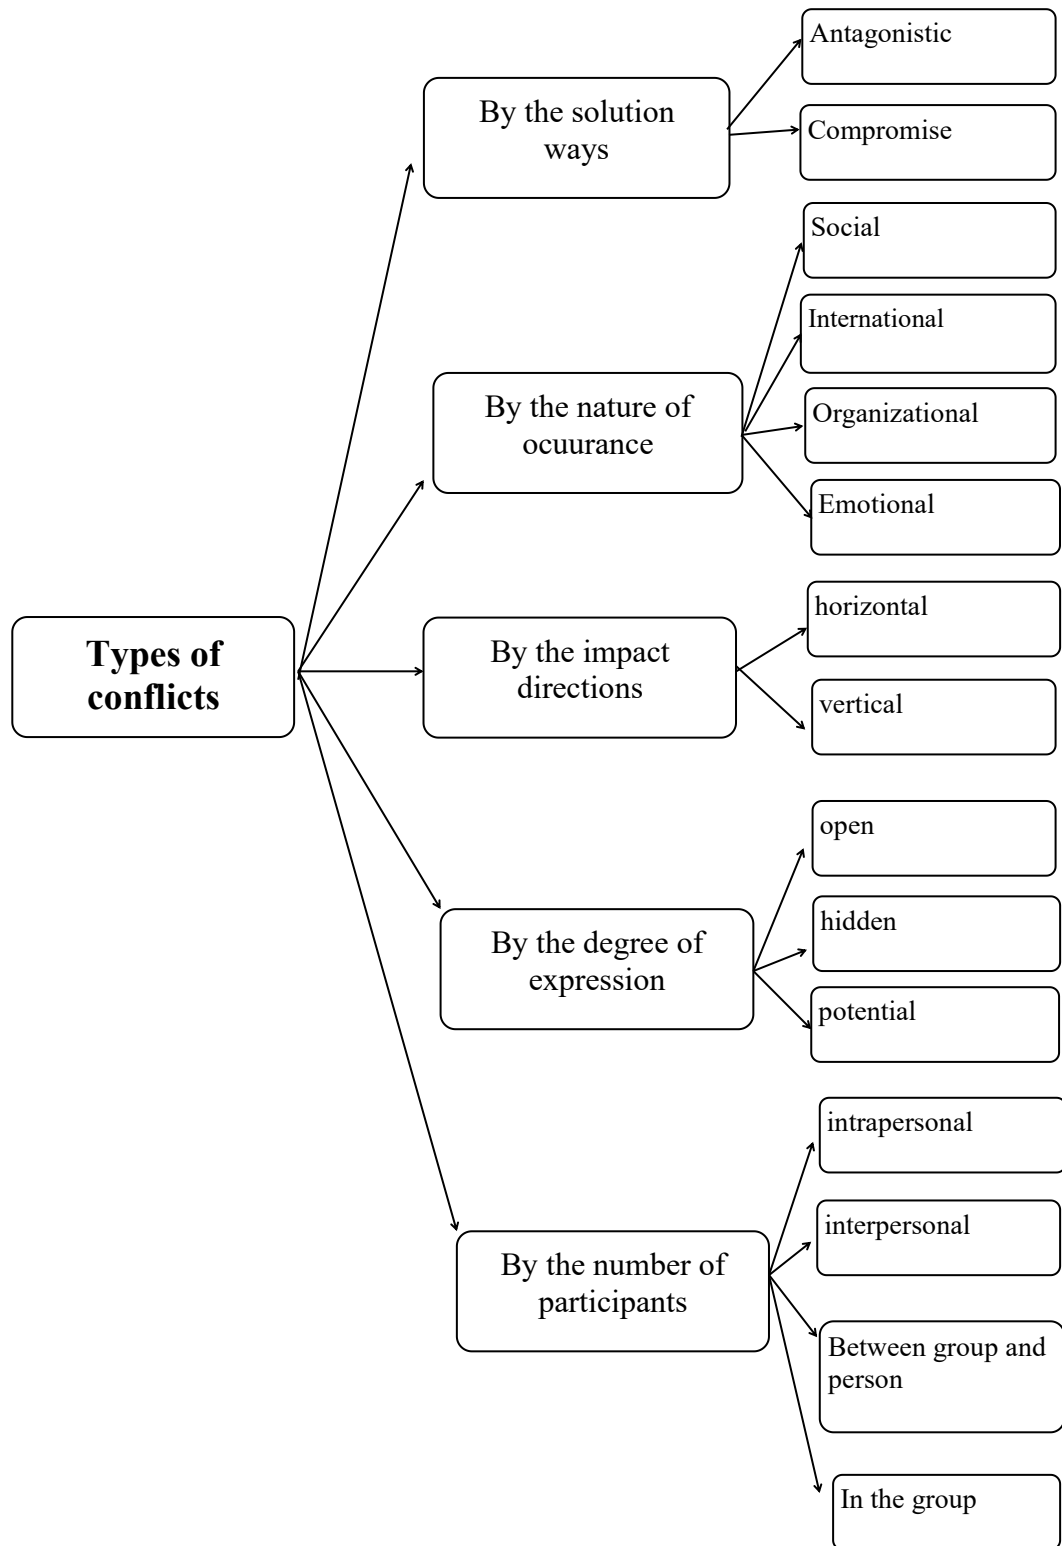 Types of
conflicts
By the solution
ways
Antagonistic
Compromise
By the nature of
ocuurance
Social
International
Organizational
Emotional
By the impact
directions
horizontal
vertical
By the degree of
expression
open
hidden
potential
By the number of
participants
intrapersonal
interpersonal
Between group and
person
In the group